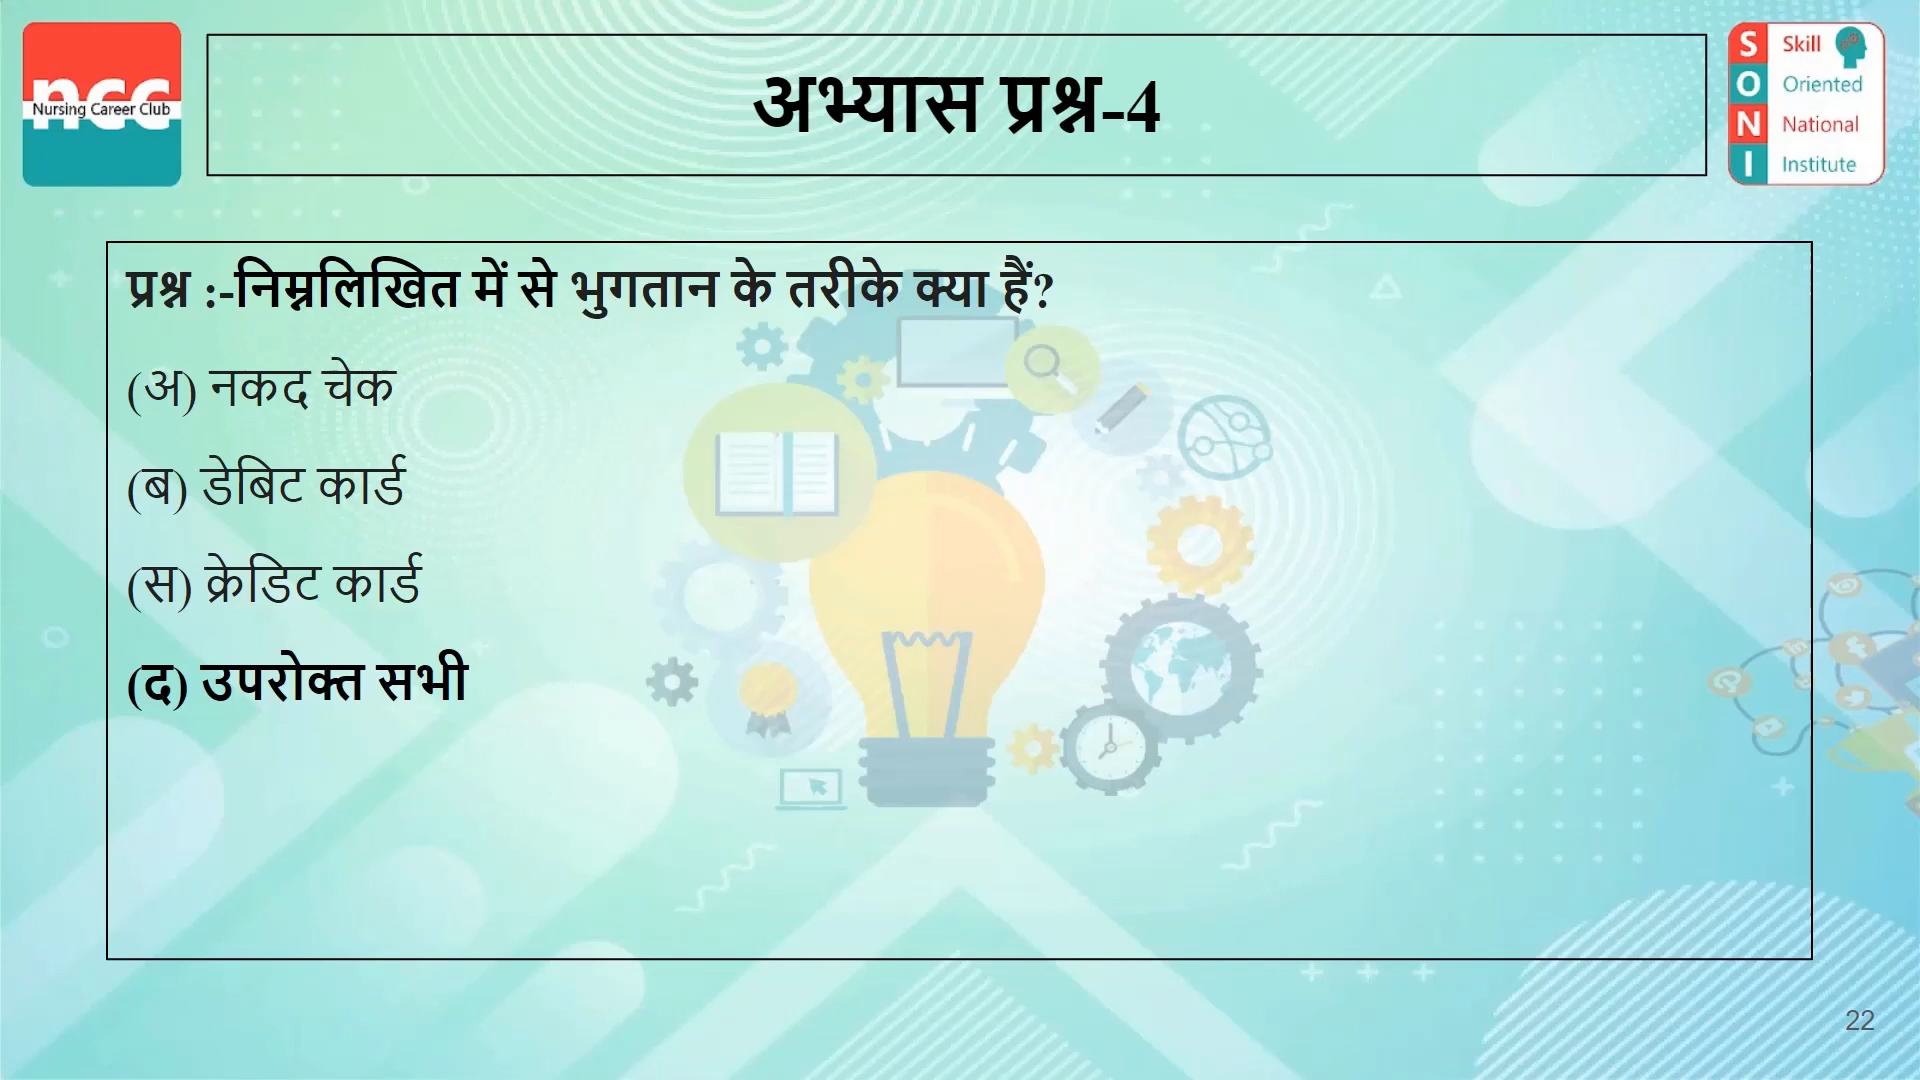 ncc
Nursing Career Club
अभ्यास प्रश्न-4
S Skill
O Oriented
N National
I Institute
प्रश्न :-निम्नलिखित में से भुगतान के तरीके क्या हैं?
(अ) नकद चेक
(ब) डेबिट कार्ड
(स) क्रेडिट कार्ड
(द) उपरोक्त सभी
22